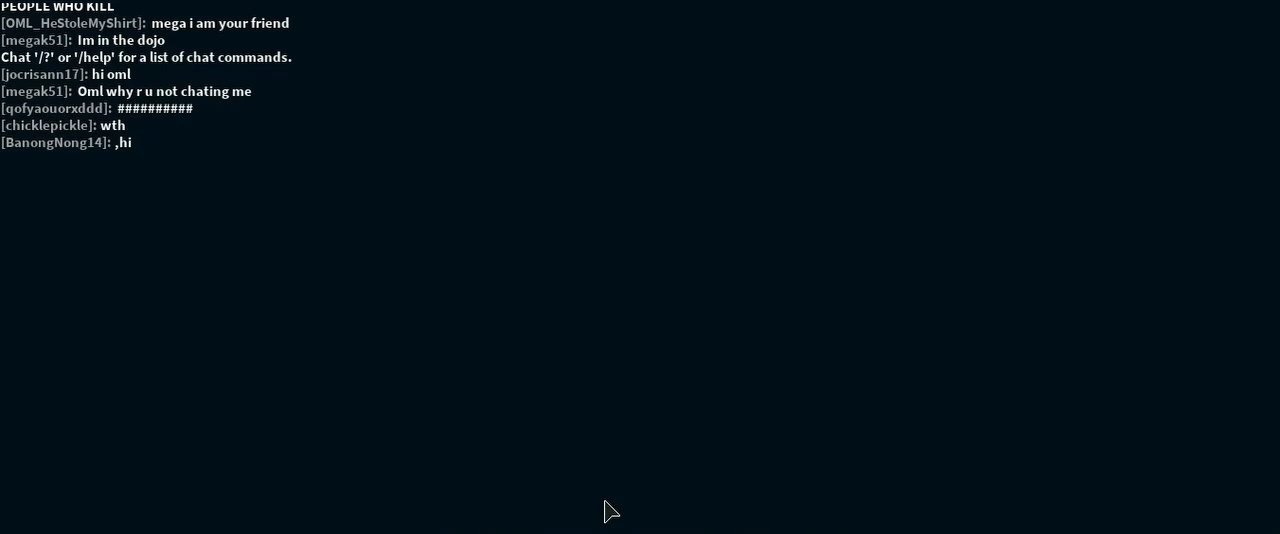 PEOPLE WHO KILL
[OML_HeStoleMyShirt]: mega i am your friend
[megak51]: Im in the dojo
Chat '/?' or '/help' for a list of chat commands.
[jocrisann17]: hi oml
[megak51]: Oml why r u not chating me
[qofyaouorxddd]: ##########
[chicklepickle]: wth
[BanongNong14]: ,hi